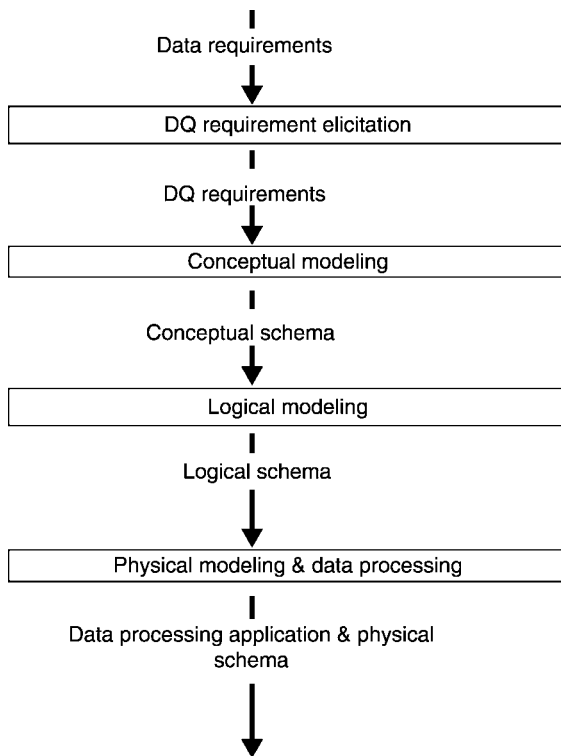 Data requirements
DQ requirement elicitation
DQ requirements
Conceptual modeling
Conceptual schema
Logical modeling
Logical schema
Physical modeling & data processing
Data processing application & physical
schema